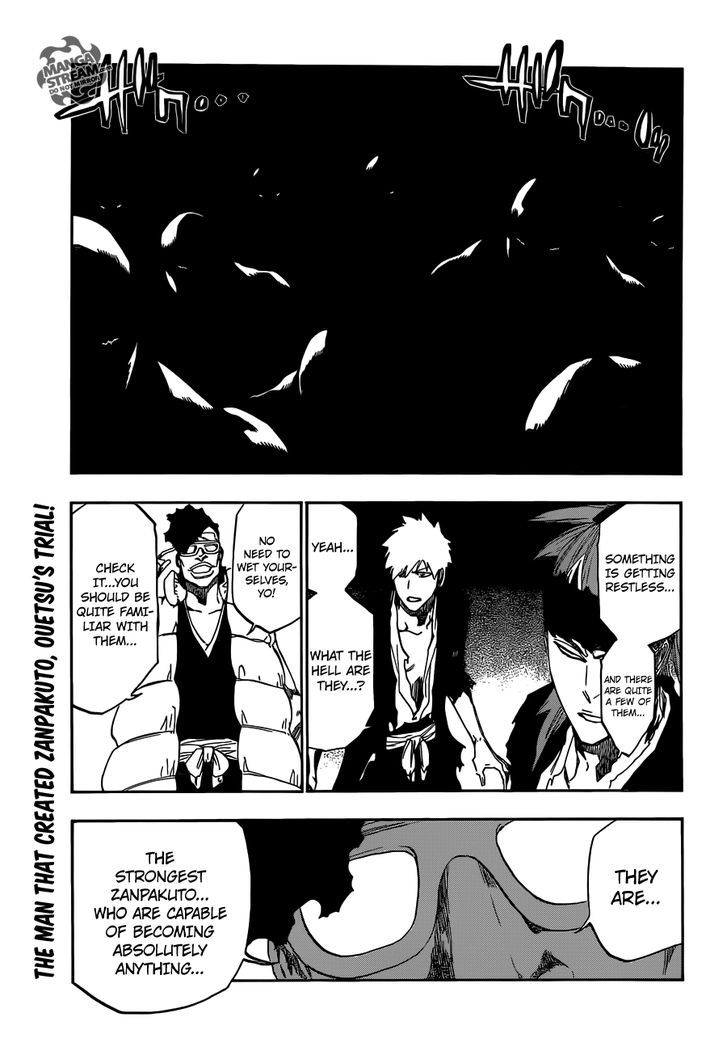 MANGA
STREAM
DO NOT MIRROR
SOMETHING
IS GETTING
RESTLESS...
AND THERE
ARE QUITE
A FEW OF
THEM...
YEAH...
WHAT THE
HELL ARE
THEY...?
NO
NEED TO
WET YOUR-
SELVES,
YO!
CHECK
IT...YOU
SHOULD BE
QUITE FAMI-
LIAR WITH
THEM...
THEY
ARE...
THE
STRONGEST
ZANPAKUTO...
WHO ARE CAPABLE
OF BECOMING
ABSOLUTELY
ANYTHING...
THE MAN THAT CREATED ZANPAKUTO, OUETSU'S TRIAL!